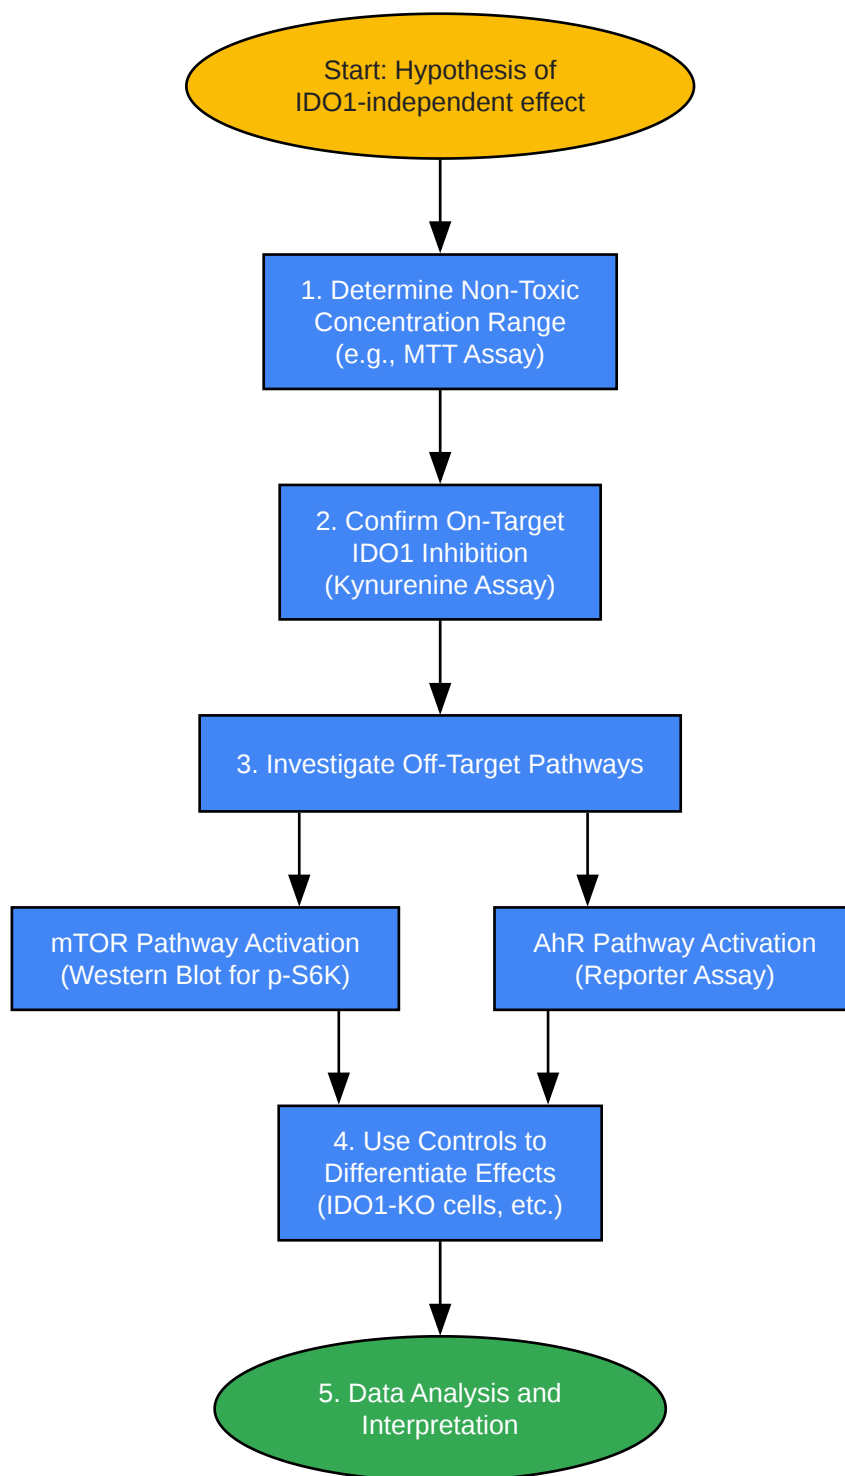 Start: Hypothesis of
IDO1-independent effect
1. Determine Non-Toxic
Concentration Range
(e.g., MTT Assay)
2. Confirm On-Target
IDO1 Inhibition
(Kynurenine Assay)
3. Investigate Off-Target Pathways
mTOR Pathway Activation
(Western Blot for p-S6K)
AhR Pathway Activation
(Reporter Assay)
4. Use Controls to
Differentiate Effects
(IDO1-KO cells, etc.)
5. Data Analysis and
Interpretation